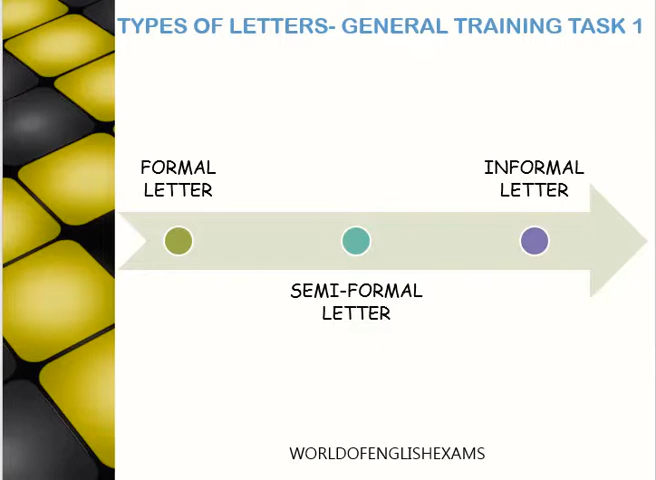 TYPES OF LETTERS- GENERAL TRAINING TASK 1
FORMAL
LETTER
INFORMAL
LETTER
SEMI-FORMAL
LETTER
WORLDOFENGLISHEXAMS